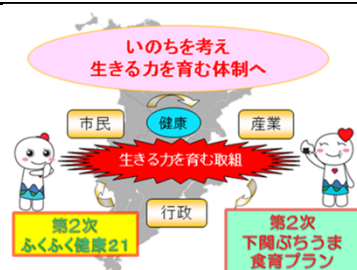 いのちを考え
生きる力を育む体制へ
市民
健康
産業
生きる力を育む取組
行政
第2次
ふくふく健康21
第2次
下関ぶちうま
食育プラン